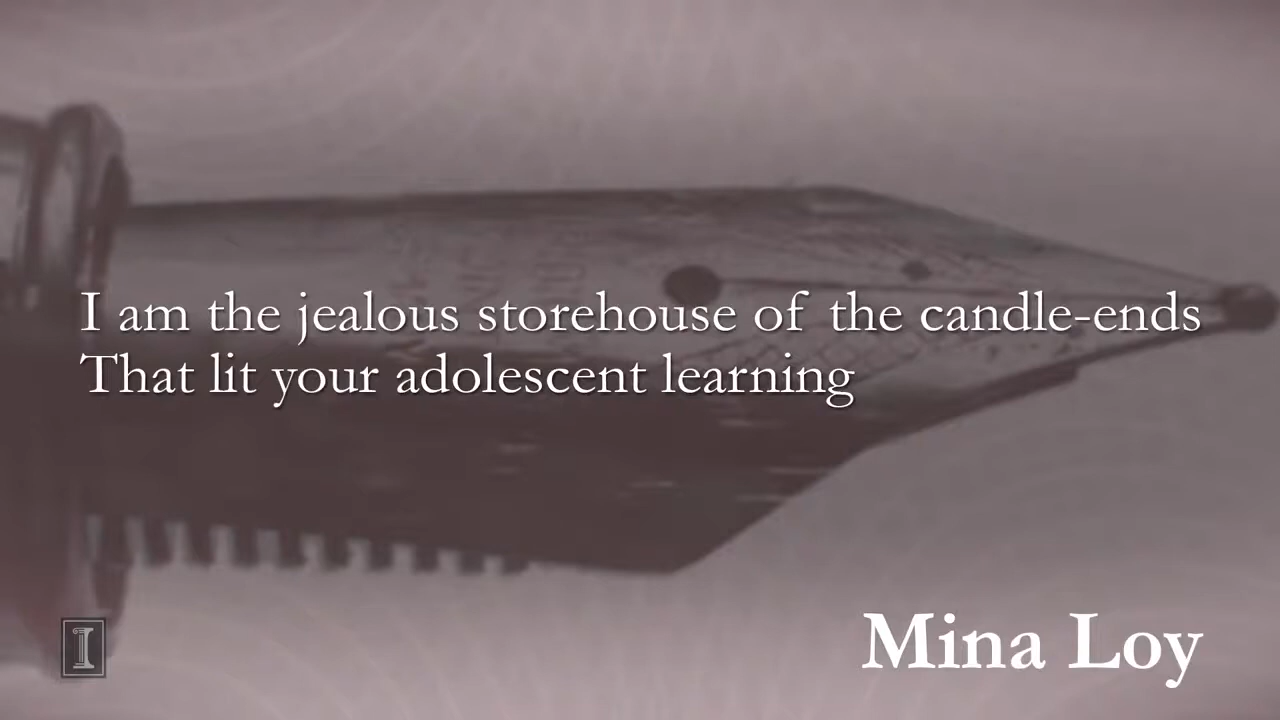 I am the jealous storehouse of the candle-ends
That lit your adolescent learning
I
Mina Loy